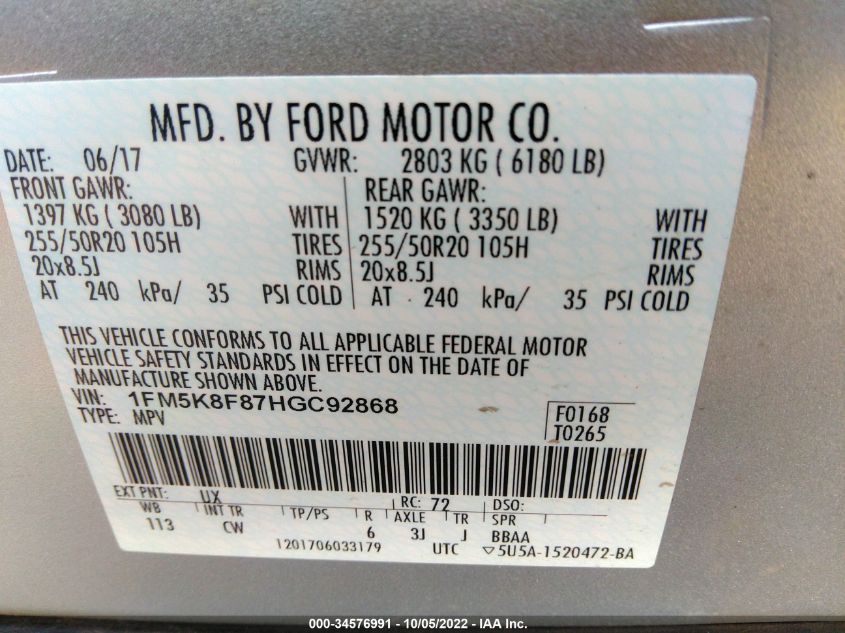 MFD. BY FORD MOTOR CO.
DATE: 06/17 GVWR: 2803 KG ( 6180 LB)
FRONT GAWR: REAR GAWR:
1397 KG ( 3080 LB) WITH 1520 KG ( 3350 LB) WITH
255/50R20 105H TIRES 255/50R20 105H TIRES
20x8.5J RIMS 20x8.5J RIMS
AT 240 kPa/ 35 PSI COLD AT 240 kPa/ 35 PSI COLD
THIS VEHICLE CONFORMS TO ALL APPLICABLE FEDERAL MOTOR
VEHICLE SAFETY STANDARDS IN EFFECT ON THE DATE OF
MANUFACTURE SHOWN ABOVE.
VIN: 1FM5K8F87HGC92868 F0168
TYPE: MPV T0265
EXT PNT: UX RC: 72 DSO:
WB INT TR TP/PS R AXLE TR SPR
113 CW 6 3J J BBAA
1201706033179 UTC ▽5U5A-1520472-BA
000-34576991 - 10/05/2022 - IAA Inc.